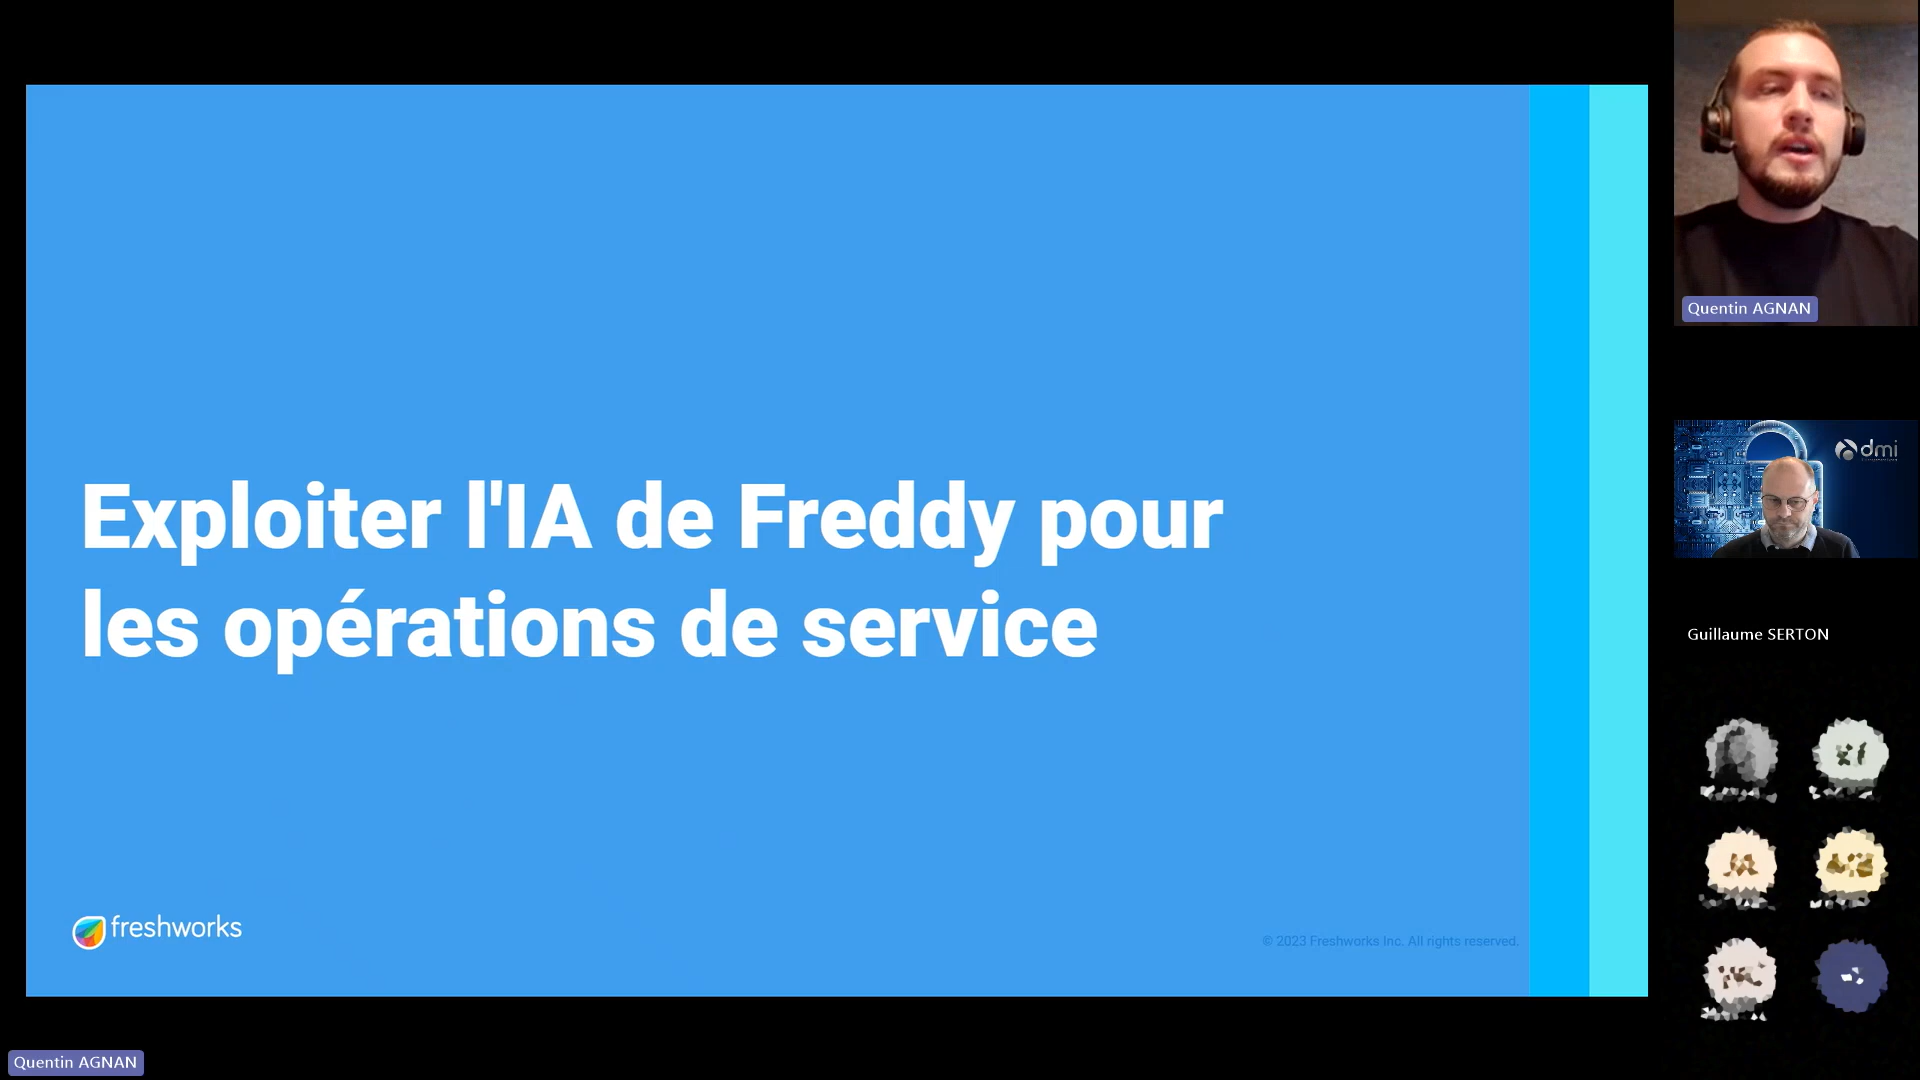 Exploiter l'IA de Freddy pour
les opérations de service
freshworks
© 2023 Freshworks Inc. All rights reserved.
Quentin AGNAN
dmi
Guillaume SERTON
Quentin AGNAN